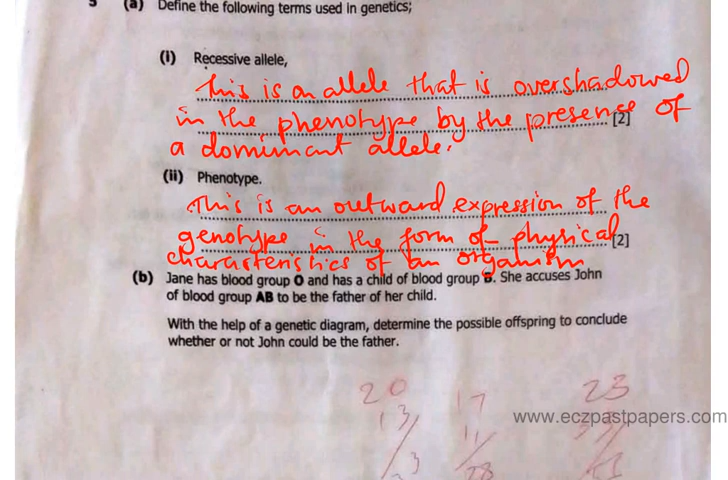 3 (a) Define the following terms used in genetics;
(i) Recessive allele,
This is an allele that is overshadowed
in the phenotype by the presense of
[2]
a dominant allele.
(ii) Phenotype.
This is an outward expression of the
genotype in the form of physical
[2]
characteristics of an organism
(b) Jane has blood group O and has a child of blood group B. She accuses John
of blood group AB to be the father of her child.
With the help of a genetic diagram, determine the possible offspring to conclude
whether or not John could be the father.
20 17 23
13 11
www.eczpastpapers.com